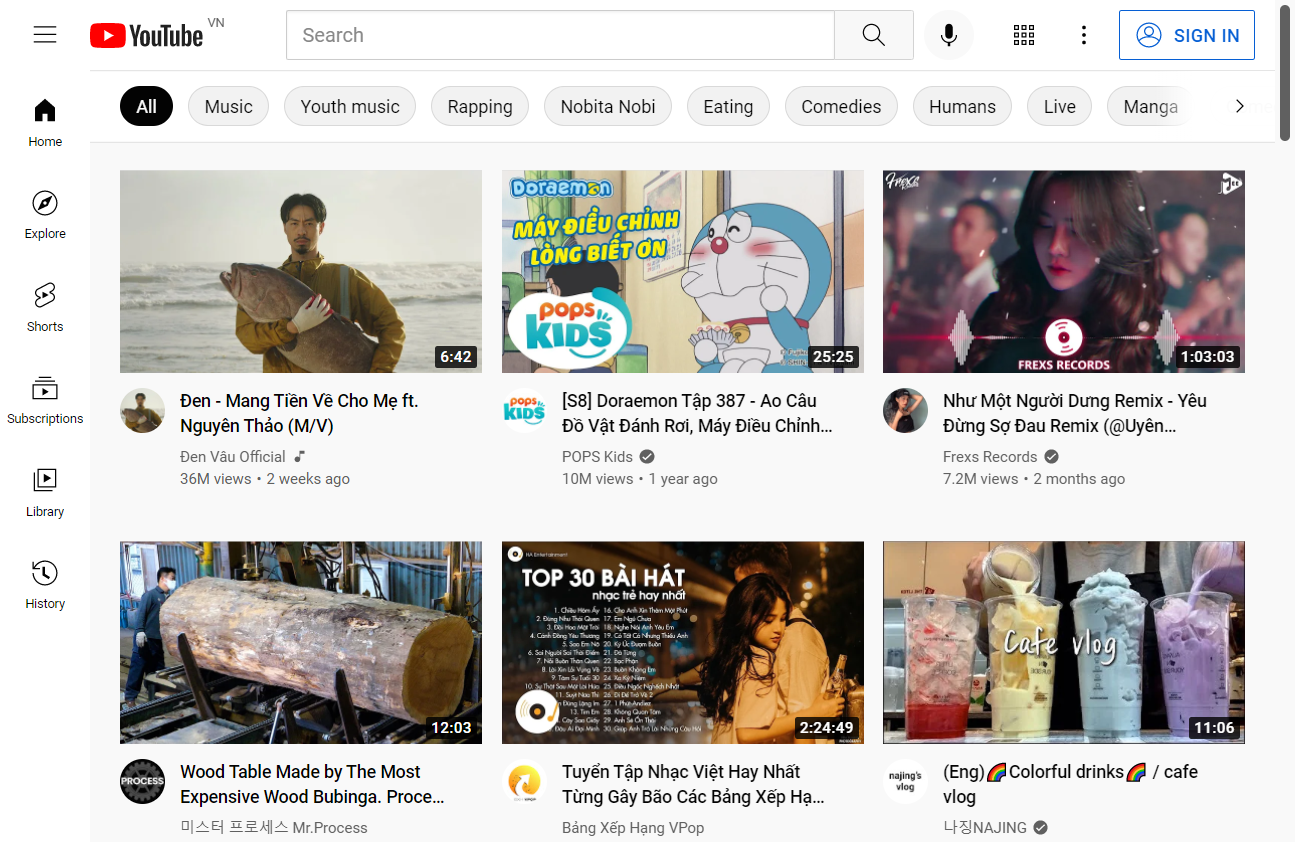 YouTube VN
Search
SIGN IN
All
Music
Youth music
Rapping
Nobita Nobi
Eating
Comedies
Humans
Live
Manga
Home
Explore
Shorts
Subscriptions
Library
History
6:42
Doraemon
MÁY ĐIỀU CHỈNH
LÒNG BIẾT ƠN
POPS
KIDS
25:25
Frexs
FREXS RECORDS
1:03:03
Đen - Mang Tiền Về Cho Mẹ ft.
Nguyên Thảo (M/V)
Đen Vâu Official
36M views • 2 weeks ago
POPS
KIDS
[S8] Doraemon Tập 387 - Ao Câu
Đồ Vật Đánh Rơi, Máy Điều Chỉnh...
POPS Kids
10M views • 1 year ago
Như Một Người Dưng Remix - Yêu
Đừng Sợ Đau Remix (@Uyên...
Frexs Records
7.2M views • 2 months ago
12:03
TOP 30 BÀI HÁT
nhạc trẻ hay nhất
2:24:49
Cafe vlog
11:06
PROCESS
Wood Table Made by The Most
Expensive Wood Bubinga. Proce...
미스터 프로세스 Mr.Process
Tuyển Tập Nhạc Việt Hay Nhất
Từng Gây Bão Các Bảng Xếp Hạ...
Bảng Xếp Hạng VPop
najing's
vlog
(Eng)🌈Colorful drinks🌈 / cafe
vlog
나징NAJING